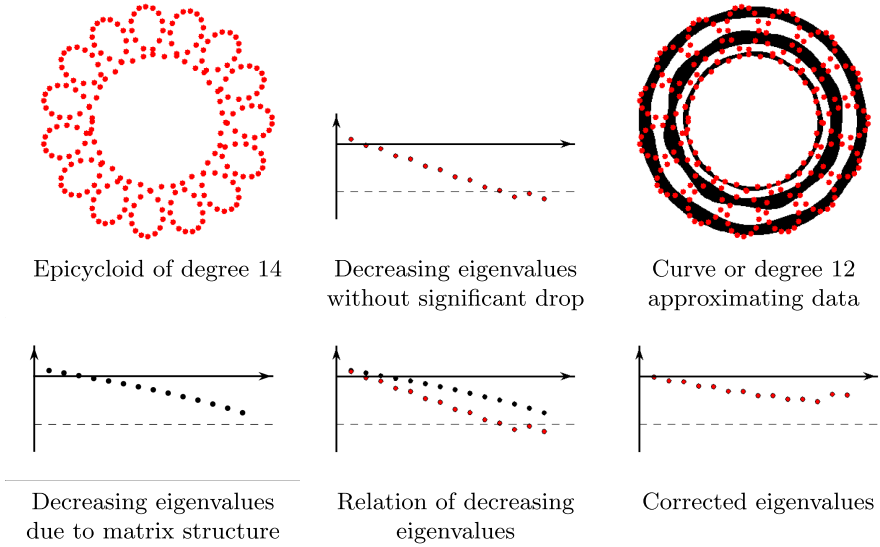 Epicycloid of degree 14
Decreasing eigenvalues
without significant drop
Curve or degree 12
approximating data
Decreasing eigenvalues
due to matrix structure
Relation of decreasing
eigenvalues
Corrected eigenvalues